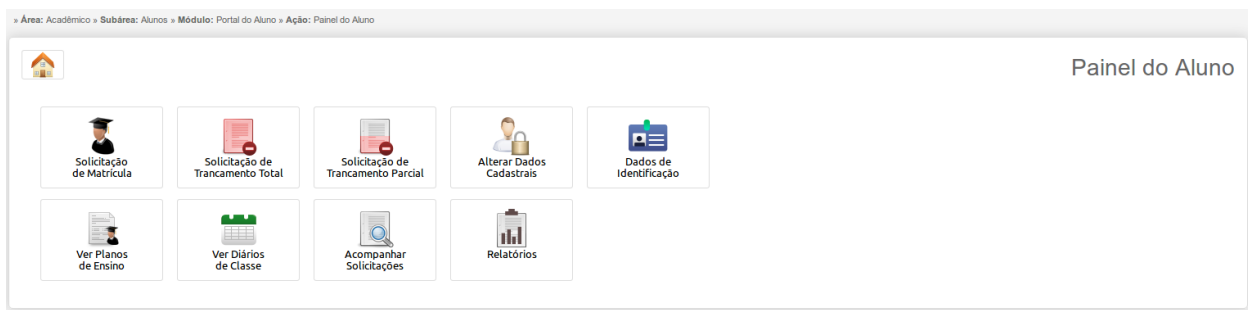 » Área: Acadêmico » Subárea: Alunos » Módulo: Portal do Aluno » Ação: Painel do Aluno
Painel do Aluno
Solicitação
de Matrícula
Solicitação de
Trancamento Total
Solicitação de
Trancamento Parcial
Alterar Dados
Cadastrais
Dados de
Identificação
Ver Planos
de Ensino
Ver Diários
de Classe
Acompanhar
Solicitações
Relatórios